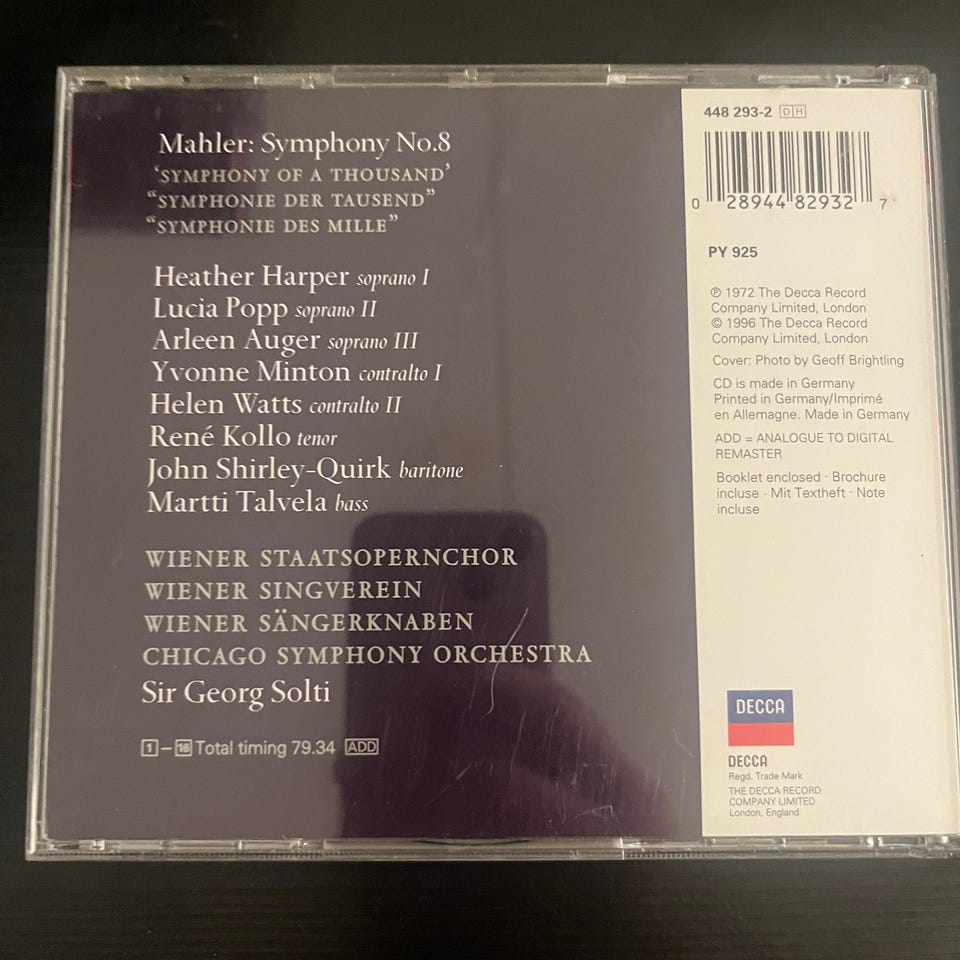 Mahler: Symphony No.8
'SYMPHONY OF A THOUSAND'
"SYMPHONIE DER TAUSEND"
"SYMPHONIE DES MILLE"
Heather Harper soprano I
Lucia Popp soprano II
Arleen Auger soprano III
Yvonne Minton contralto I
Helen Watts contralto II
René Kollo tenor
John Shirley-Quirk baritone
Martti Talvela bass
WIENER STAATSOPERNCHOR
WIENER SINGVEREIN
WIENER SÄNGERKNABEN
CHICAGO SYMPHONY ORCHESTRA
Sir Georg Solti
1 – 16 Total timing 79.34 ADD
448 293-2 DH
0 28944 82932 7
PY 925
℗ 1972 The Decca Record
Company Limited, London
© 1996 The Decca Record
Company Limited, London
Cover: Photo by Geoff Brightling
CD is made in Germany
Printed in Germany/Imprimé
en Allemagne. Made in Germany
ADD = ANALOGUE TO DIGITAL
REMASTER
Booklet enclosed · Brochure
incluse · Mit Textheft · Note
incluse
DECCA
DECCA
Regd. Trade Mark
THE DECCA RECORD
COMPANY LIMITED
London, England